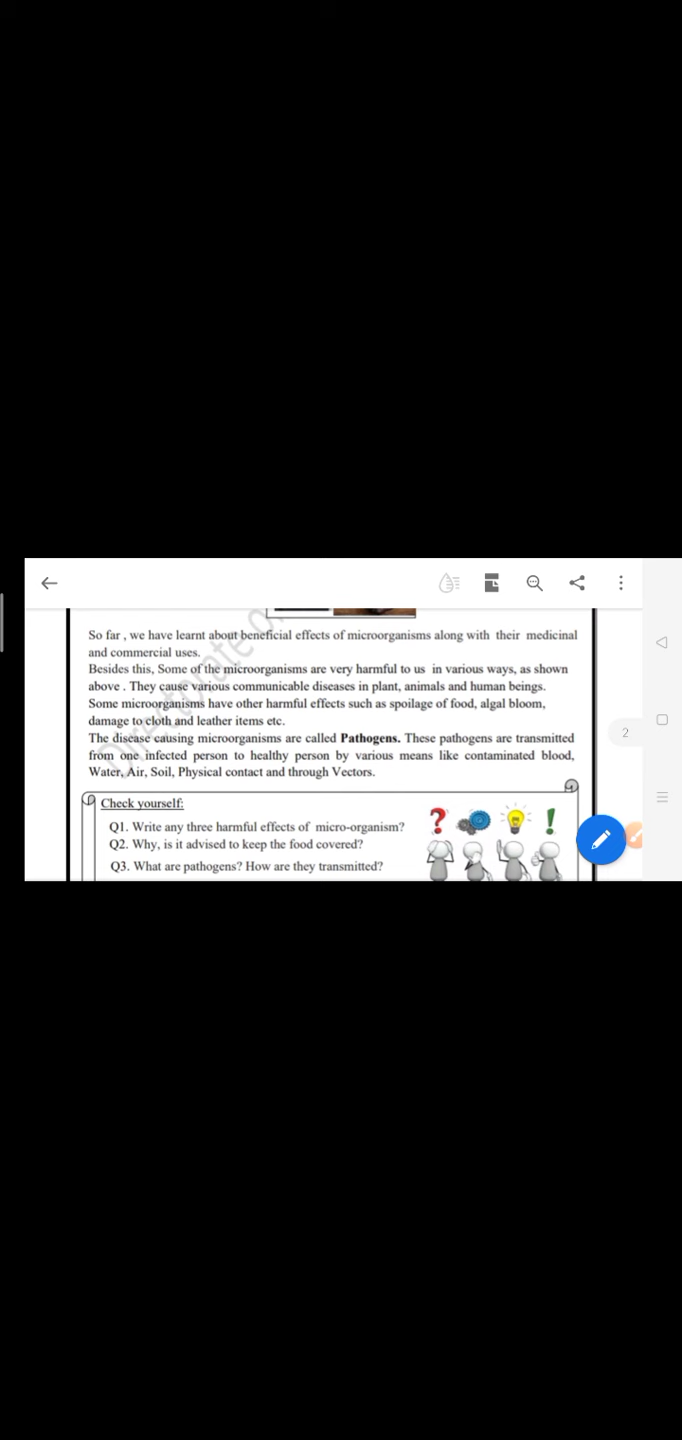 So far , we have learnt about beneficial effects of microorganisms along with their medicinal
and commercial uses.
Besides this, Some of the microorganisms are very harmful to us in various ways, as shown
above . They cause various communicable diseases in plant, animals and human beings.
Some microorganisms have other harmful effects such as spoilage of food, algal bloom,
damage to cloth and leather items etc.
The disease causing microorganisms are called Pathogens. These pathogens are transmitted
from one infected person to healthy person by various means like contaminated blood,
Water, Air, Soil, Physical contact and through Vectors.
2
Check yourself:
Q1. Write any three harmful effects of micro-organism?
Q2. Why, is it advised to keep the food covered?
Q3. What are pathogens? How are they transmitted?
Directorate o